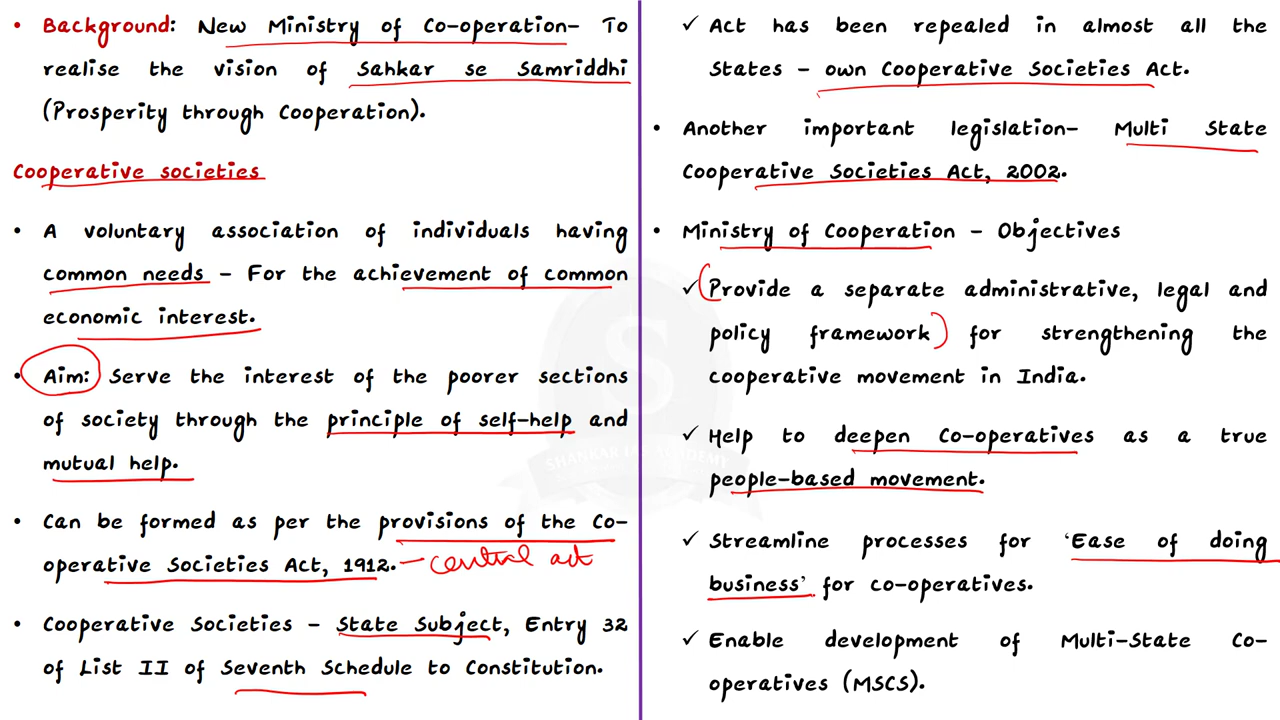 • Background: New Ministry of Co-operation- To
realise the vision of Sahkar se Samriddhi
(Prosperity through Cooperation).
Cooperative societies
• A voluntary association of individuals having
common needs - For the achievement of common
economic interest.
• Aim: Serve the interest of the poorer sections
of society through the principle of self-help and
mutual help.
• Can be formed as per the provisions of the Co-
operative Societies Act, 1912. - central act
• Cooperative Societies - State Subject, Entry 32
of List II of Seventh Schedule to Constitution.
✓ Act has been repealed in almost all the
States - own Cooperative Societies Act.
• Another important legislation- Multi State
Cooperative Societies Act, 2002.
• Ministry of Cooperation - Objectives
✓ Provide a separate administrative, legal and
policy framework for strengthening the
cooperative movement in India.
✓ Help to deepen Co-operatives as a true
people-based movement.
✓ Streamline processes for ‘Ease of doing
business’ for co-operatives.
✓ Enable development of Multi-State Co-
operatives (MSCS).
S
SHANKAR IAS ACADEMY